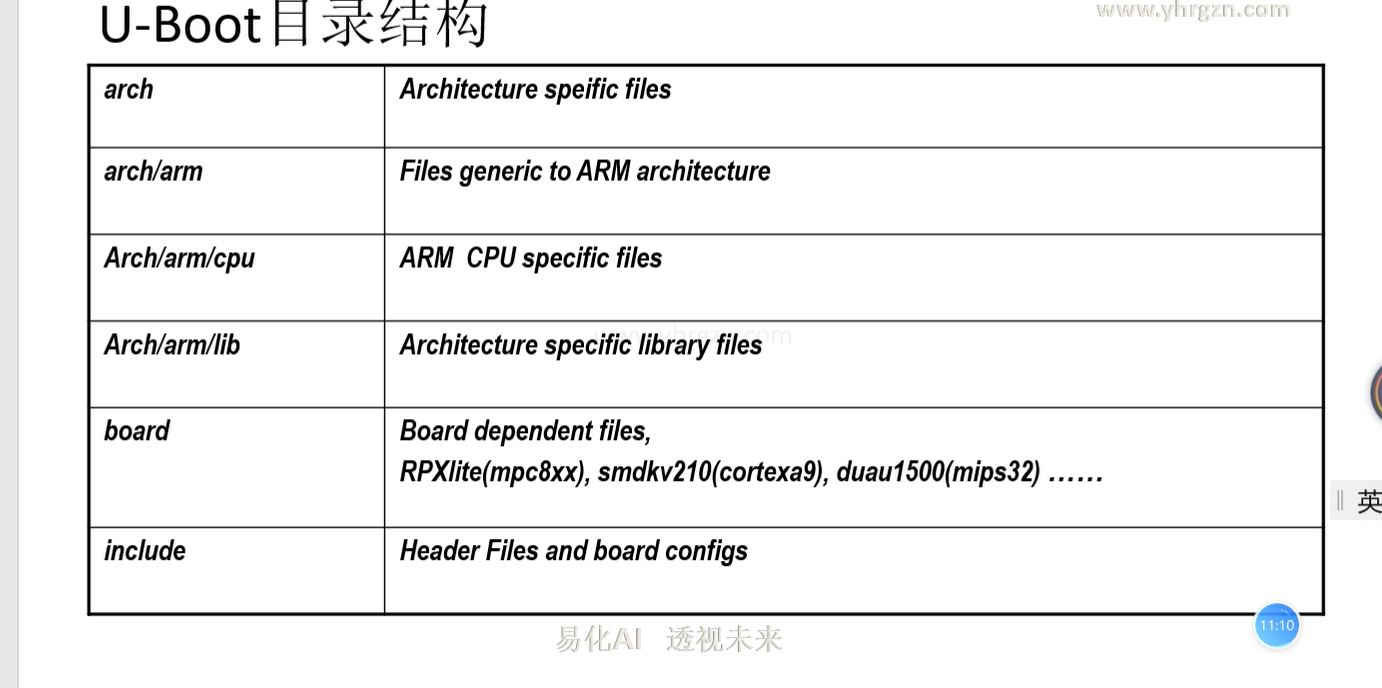 www.yhrgzn.com
U-Boot目录结构
arch Architecture speific files
arch/arm Files generic to ARM architecture
Arch/arm/cpu ARM CPU specific files
www.yhrgzn.com
Arch/arm/lib Architecture specific library files
board Board dependent files,
RPXlite(mpc8xx), smdkv210(cortexa9), duau1500(mips32) ……
英
include Header Files and board configs
11:10
易化AI 透视未来